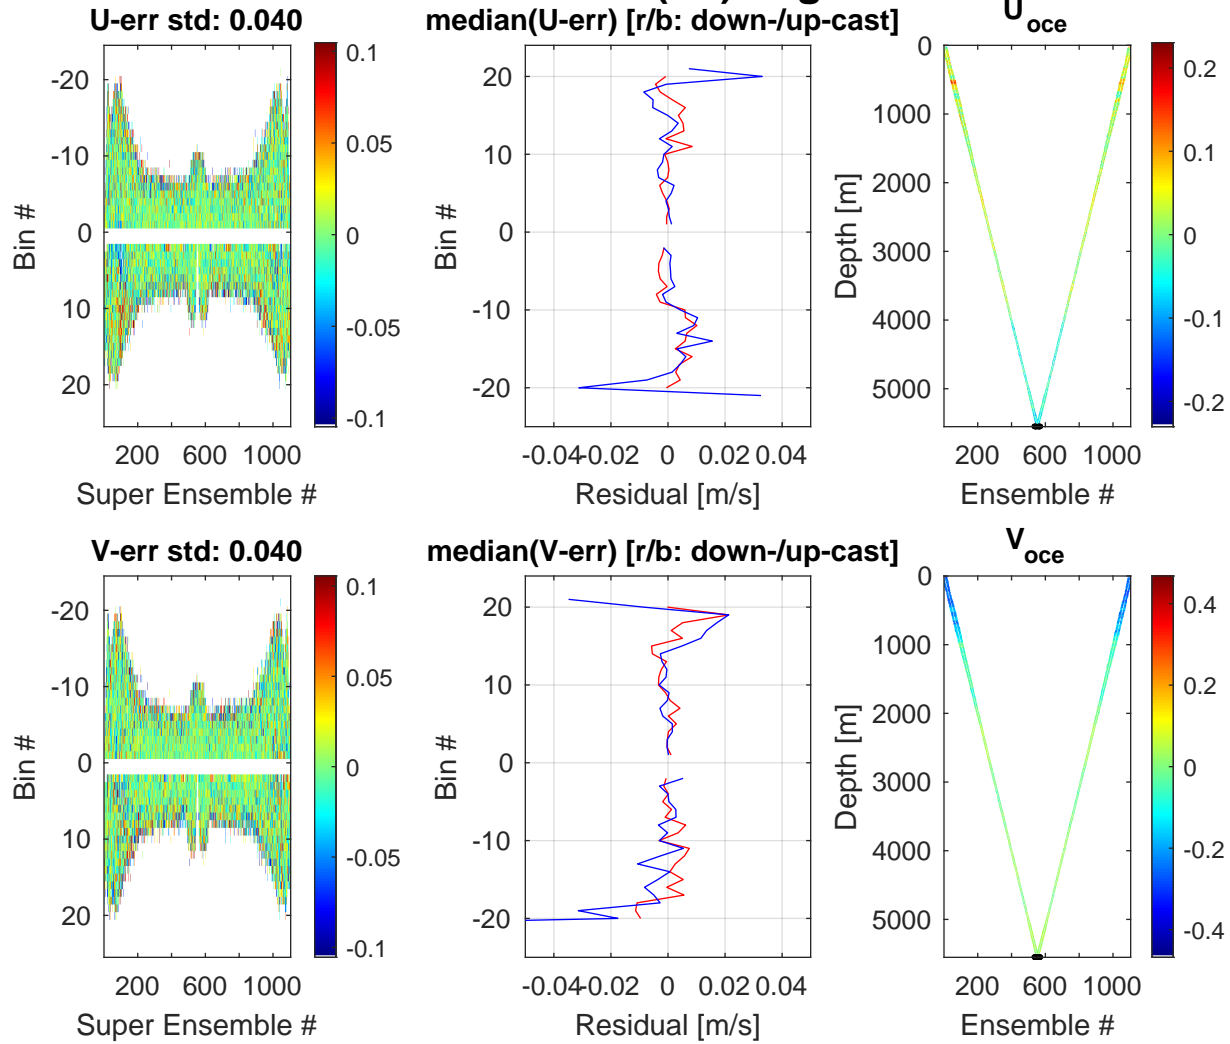 U-err std: 0.040
median(U-err) [r/b: down-/up-cast]
U oce
-20
-10
0
10
20
Bin #
200 600 1000
Super Ensemble #
0.1
0.05
0
-0.05
-0.1
20
10
0
-10
-20
Bin #
-0.04 -0.02 0 0.02 0.04
Residual [m/s]
0
1000
2000
3000
4000
5000
Depth [m]
200 600 1000
Ensemble #
0.2
0.1
0
-0.1
-0.2
V-err std: 0.040
median(V-err) [r/b: down-/up-cast]
V oce
-20
-10
0
10
20
Bin #
200 600 1000
Super Ensemble #
0.1
0.05
0
-0.05
-0.1
20
10
0
-10
-20
Bin #
-0.04 -0.02 0 0.02 0.04
Residual [m/s]
0
1000
2000
3000
4000
5000
Depth [m]
200 600 1000
Ensemble #
0.4
0.2
0
-0.2
-0.4